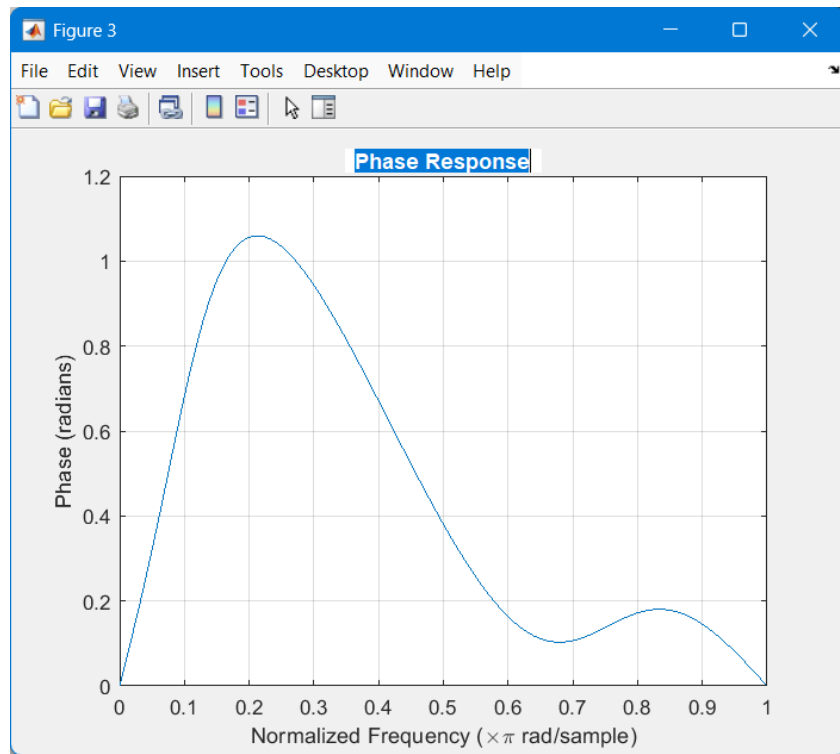 Figure 3
File Edit View Insert Tools Desktop Window Help
Phase Response
1.2
1
0.8
0.6
0.4
0.2
0
Phase (radians)
0 0.1 0.2 0.3 0.4 0.5 0.6 0.7 0.8 0.9 1
Normalized Frequency (×π rad/sample)